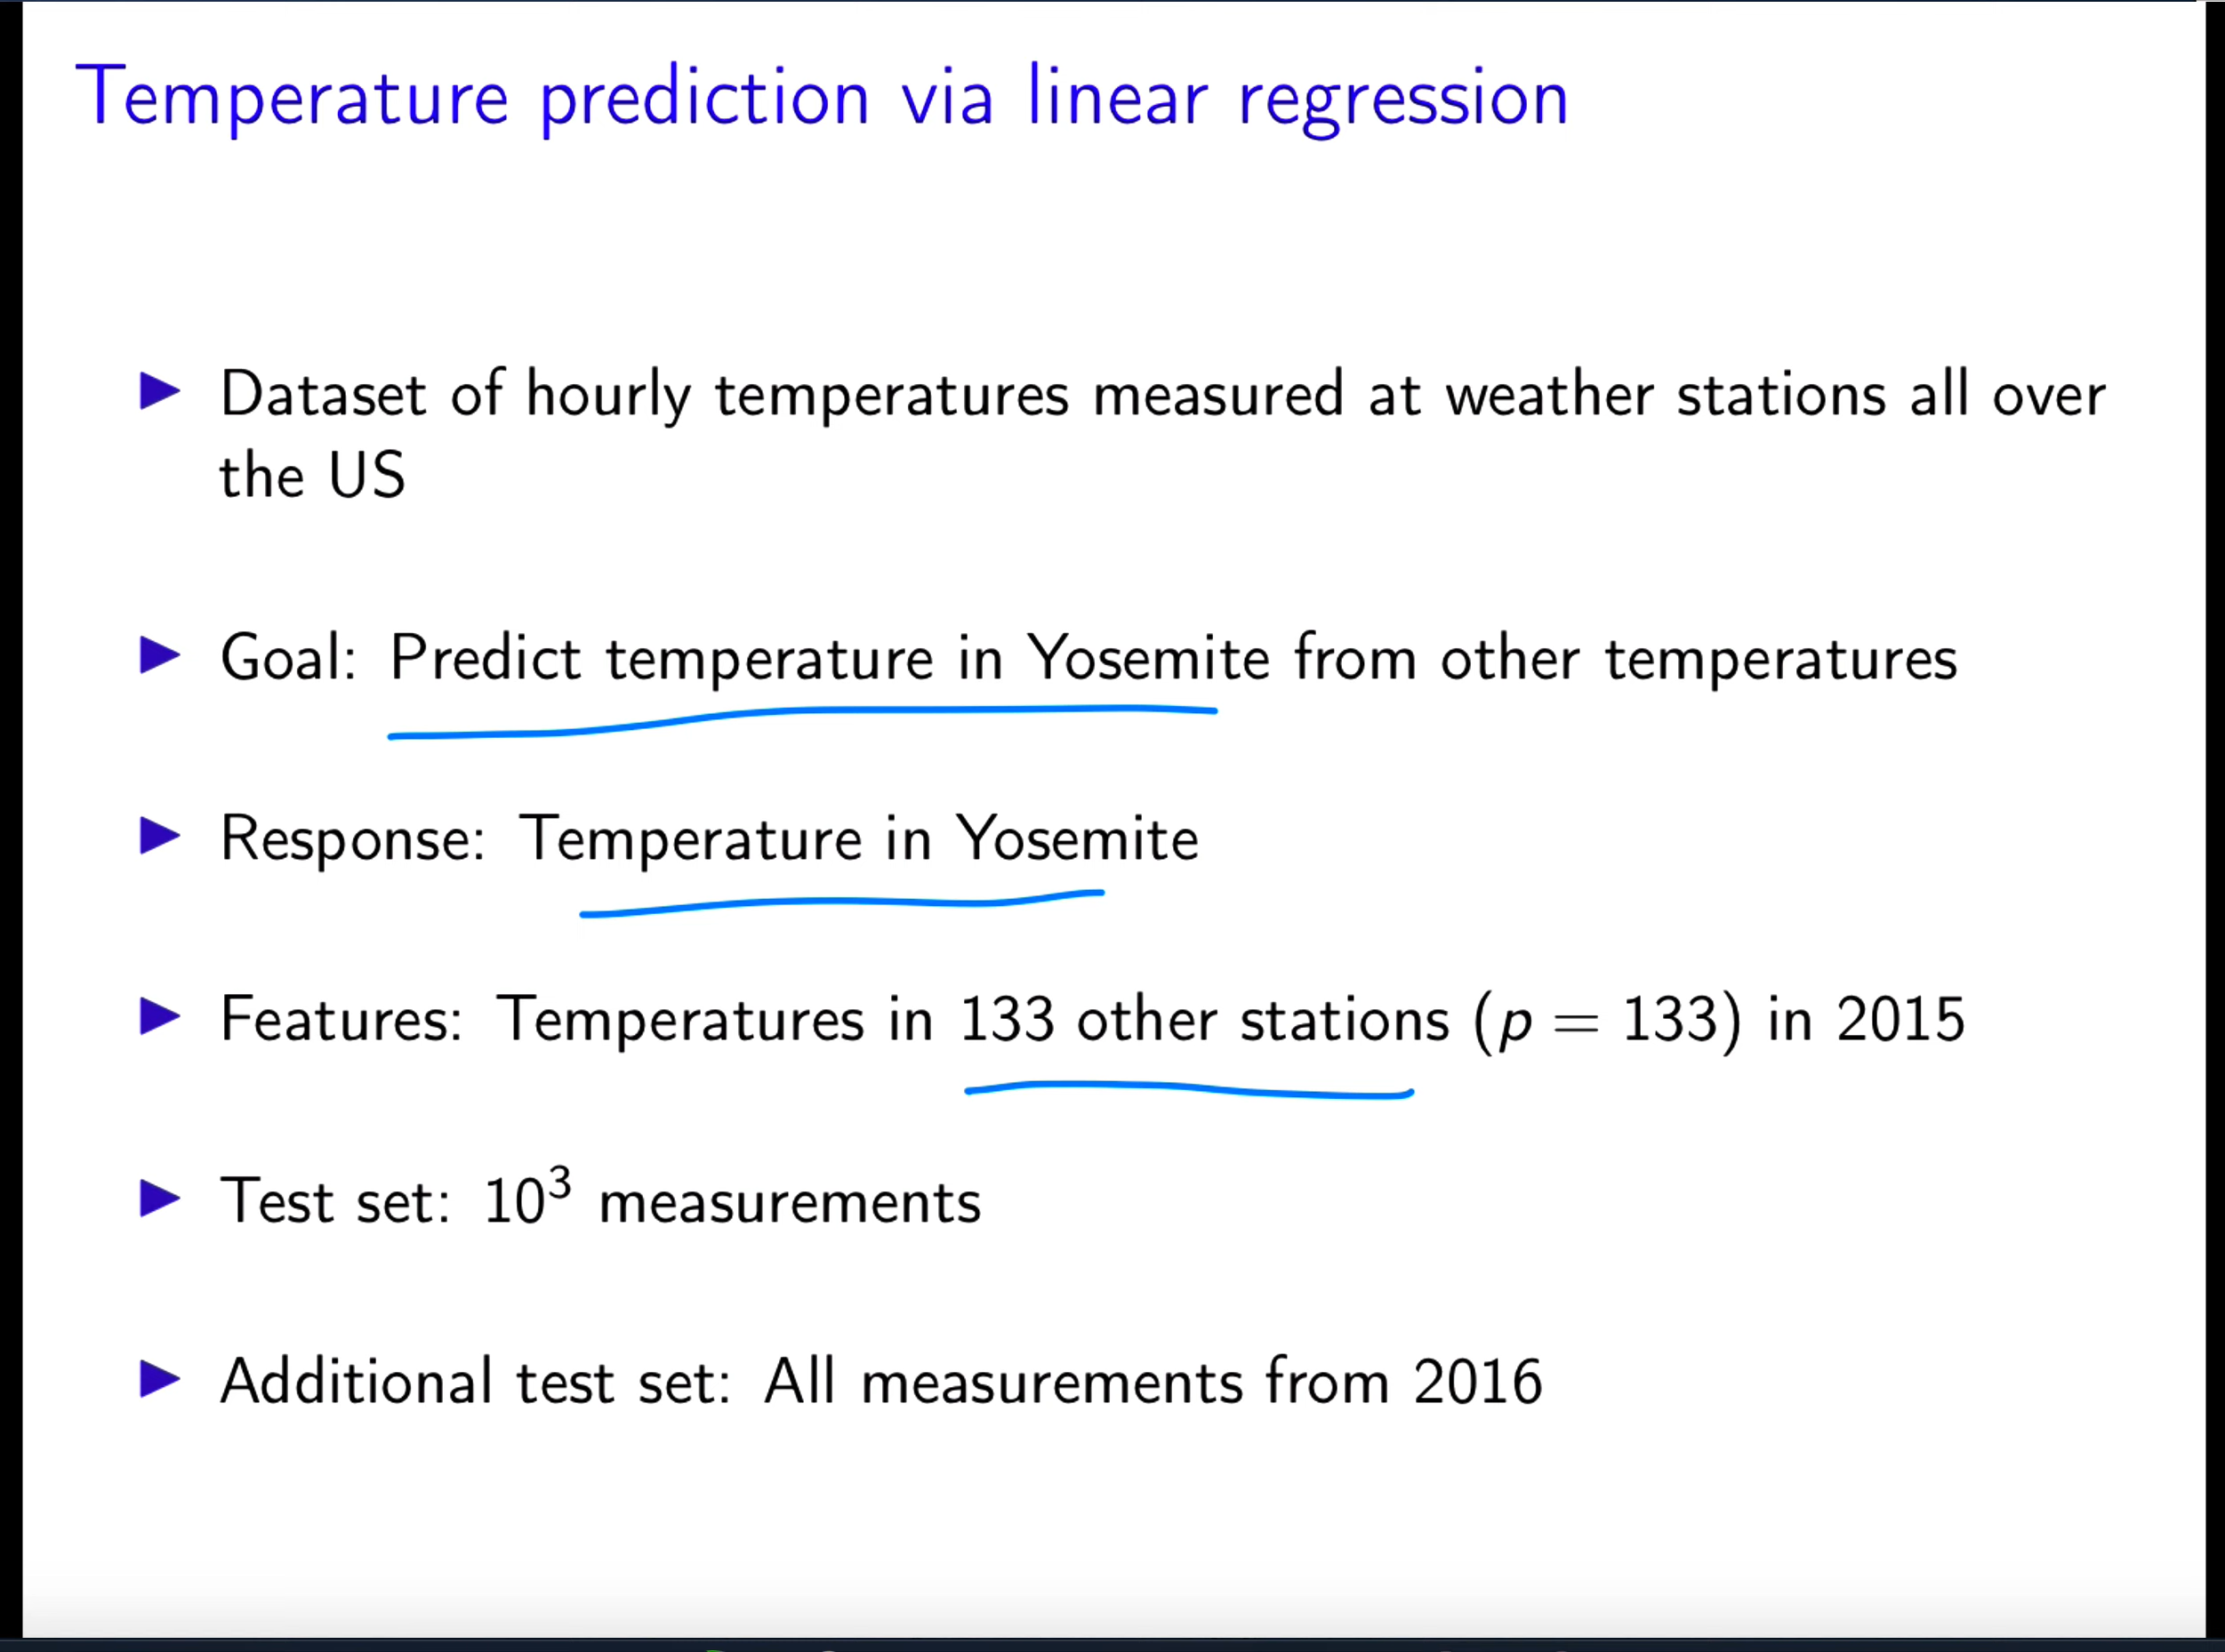 Temperature prediction via linear regression
▶ Dataset of hourly temperatures measured at weather stations all over
the US
▶ Goal: Predict temperature in Yosemite from other temperatures
▶ Response: Temperature in Yosemite
▶ Features: Temperatures in 133 other stations (p = 133) in 2015
▶ Test set: 10³ measurements
▶ Additional test set: All measurements from 2016